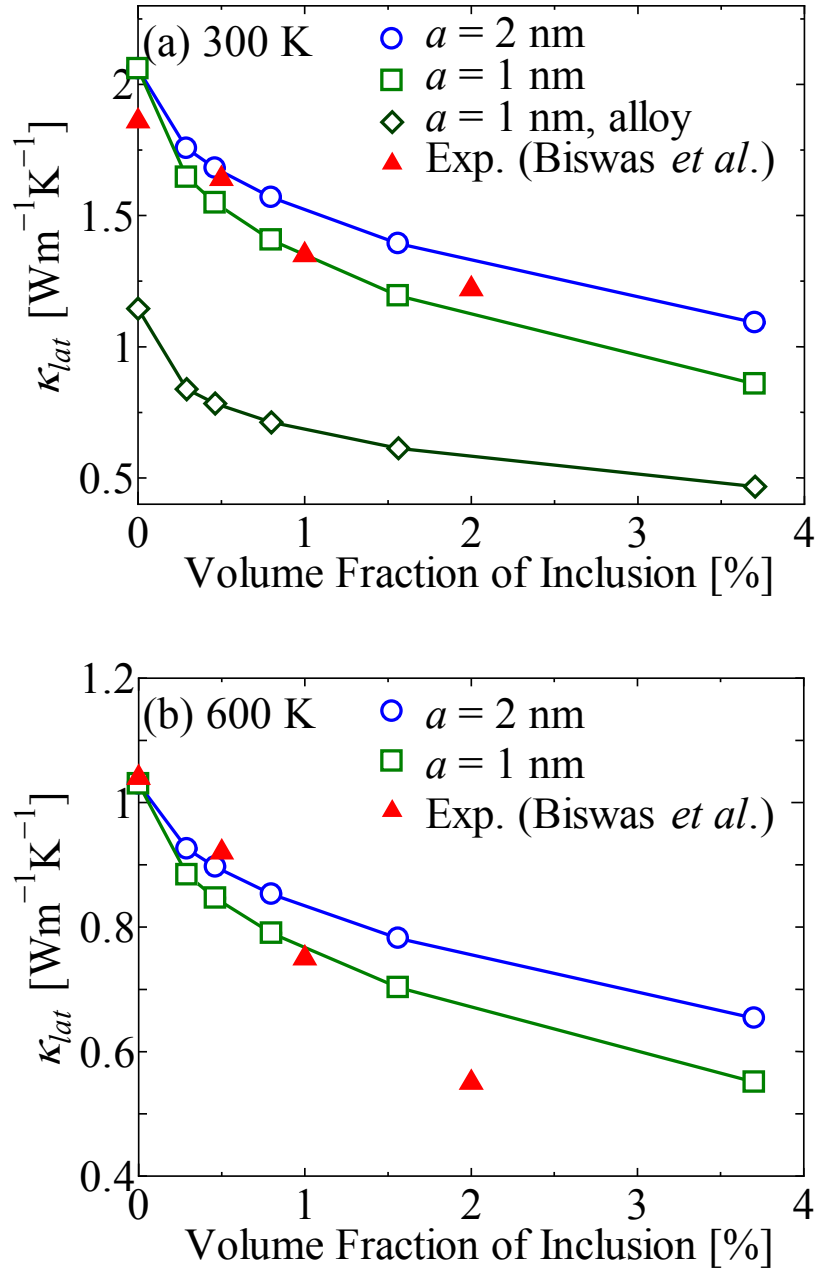 (a) 300 K
a = 2 nm
a = 1 nm
a = 1 nm, alloy
Exp. (Biswas et al.)
2
1.5
1
0.5
κlat [Wm⁻¹K⁻¹]
0 1 2 3 4
Volume Fraction of Inclusion [%]
(b) 600 K
a = 2 nm
a = 1 nm
Exp. (Biswas et al.)
1.2
1
0.8
0.6
0.4
κlat [Wm⁻¹K⁻¹]
0 1 2 3 4
Volume Fraction of Inclusion [%]